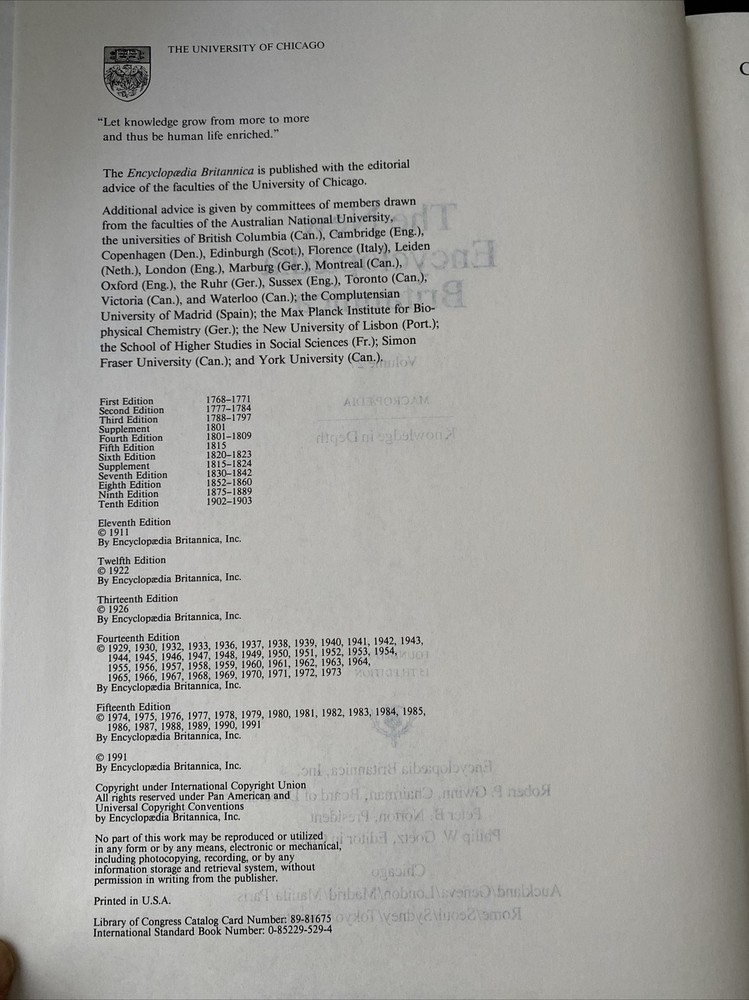 THE UNIVERSITY OF CHICAGO
“Let knowledge grow from more to more
and thus be human life enriched.”
The Encyclopædia Britannica is published with the editorial
advice of the faculties of the University of Chicago.
Additional advice is given by committees of members drawn
from the faculties of the Australian National University,
the universities of British Columbia (Can.), Cambridge (Eng.),
Copenhagen (Den.), Edinburgh (Scot.), Florence (Italy), Leiden
(Neth.), London (Eng.), Marburg (Ger.), Montreal (Can.),
Oxford (Eng.), the Ruhr (Ger.), Sussex (Eng.), Toronto (Can.),
Victoria (Can.), and Waterloo (Can.); the Complutensian
University of Madrid (Spain); the Max Planck Institute for Bio-
physical Chemistry (Ger.); the New University of Lisbon (Port.);
the School of Higher Studies in Social Sciences (Fr.); Simon
Fraser University (Can.); and York University (Can.).
First Edition 1768–1771
Second Edition 1777–1784
Third Edition 1788–1797
Supplement 1801
Fourth Edition 1801–1809
Fifth Edition 1815
Sixth Edition 1820–1823
Supplement 1815–1824
Seventh Edition 1830–1842
Eighth Edition 1852–1860
Ninth Edition 1875–1889
Tenth Edition 1902–1903
Eleventh Edition
© 1911
By Encyclopædia Britannica, Inc.
Twelfth Edition
© 1922
By Encyclopædia Britannica, Inc.
Thirteenth Edition
© 1926
By Encyclopædia Britannica, Inc.
Fourteenth Edition
© 1929, 1930, 1932, 1933, 1936, 1937, 1938, 1939, 1940, 1941, 1942, 1943,
1944, 1945, 1946, 1947, 1948, 1949, 1950, 1951, 1952, 1953, 1954,
1955, 1956, 1957, 1958, 1959, 1960, 1961, 1962, 1963, 1964,
1965, 1966, 1967, 1968, 1969, 1970, 1971, 1972, 1973
By Encyclopædia Britannica, Inc.
Fifteenth Edition
© 1974, 1975, 1976, 1977, 1978, 1979, 1980, 1981, 1982, 1983, 1984, 1985,
1986, 1987, 1988, 1989, 1990, 1991
By Encyclopædia Britannica, Inc.
© 1991
By Encyclopædia Britannica, Inc.
Copyright under International Copyright Union
All rights reserved under Pan American and
Universal Copyright Conventions
by Encyclopædia Britannica, Inc.
No part of this work may be reproduced or utilized
in any form or by any means, electronic or mechanical,
including photocopying, recording, or by any
information storage and retrieval system, without
permission in writing from the publisher.
Printed in U.S.A.
Library of Congress Catalog Card Number: 89-81675
International Standard Book Number: 0-85229-529-4